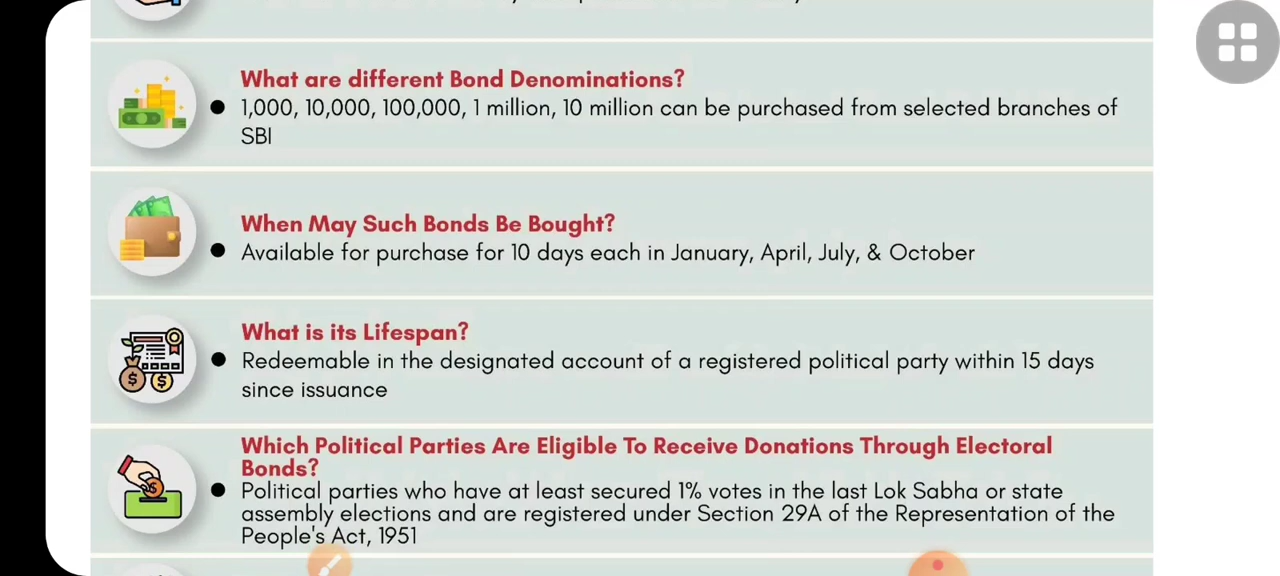 What are different Bond Denominations?
● 1,000, 10,000, 100,000, 1 million, 10 million can be purchased from selected branches of
SBI
When May Such Bonds Be Bought?
● Available for purchase for 10 days each in January, April, July, & October
What is its Lifespan?
● Redeemable in the designated account of a registered political party within 15 days
since issuance
Which Political Parties Are Eligible To Receive Donations Through Electoral
Bonds?
● Political parties who have at least secured 1% votes in the last Lok Sabha or state
assembly elections and are registered under Section 29A of the Representation of the
People's Act, 1951